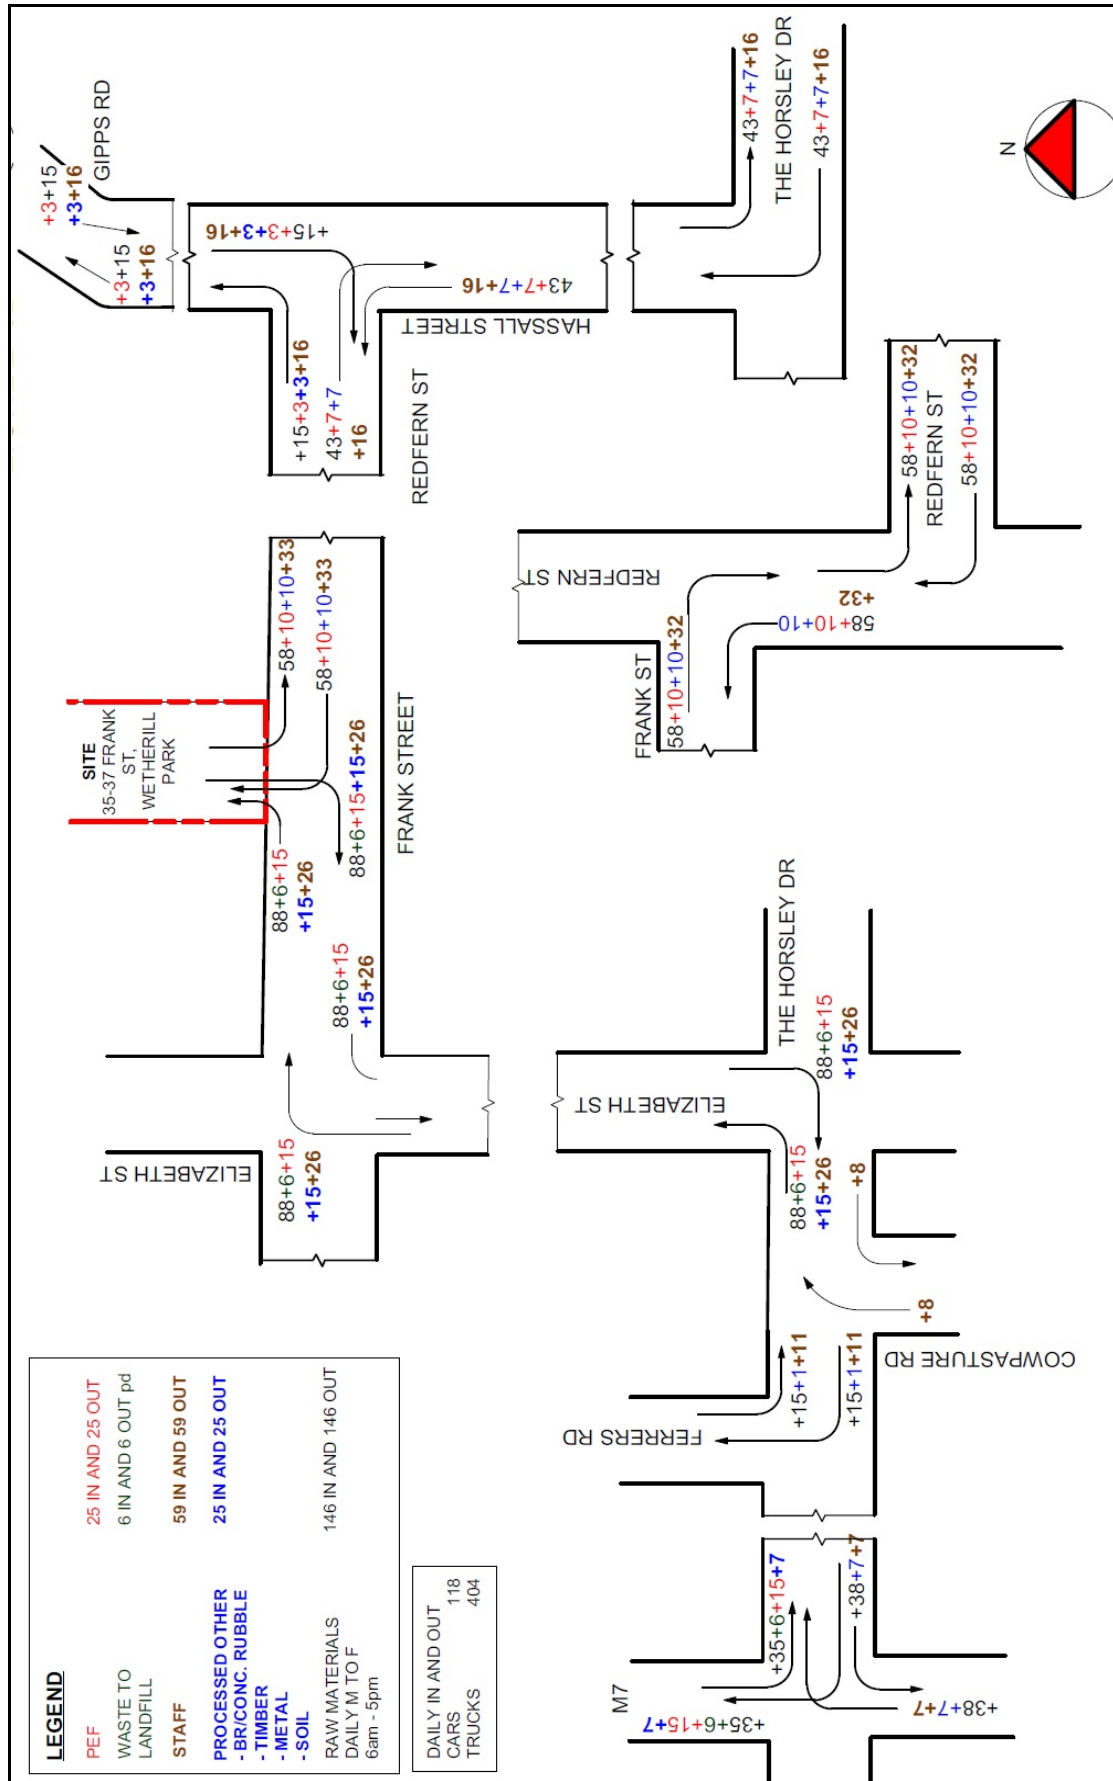 GIPPS RD
+3+15
+3+16
+3+15
+3+16
+15+3+3+16
+15+3+3+16
43+7+7
+16
43+7+7+16
HASSALL STREET
REDFERN ST
43+7+7+16
THE HORSLEY DR
43+7+7+16
N
SITE
35-37 FRANK
ST,
WETHERILL
PARK
58+10+10+33
58+10+10+33
88+6+15
+15+26
88+6+15+15+26
FRANK STREET
88+6+15
+15+26
ELIZABETH ST
88+6+15
+15+26
REDFERN ST
FRANK ST
58+10+10+32
58+10+10
+32
58+10+10+32
REDFERN ST
58+10+10+32
ELIZABETH ST
THE HORSLEY DR
88+6+15
+15+26
88+6+15
+15+26
+8
+8
COWPASTURE RD
FERRERS RD
+15+1+11
+15+1+11
M7
+35+6+15+7
+35+6+15+7
+38+7+7
+38+7+7
LEGEND
PEF 25 IN AND 25 OUT
WASTE TO 6 IN AND 6 OUT pd
LANDFILL
STAFF 59 IN AND 59 OUT
PROCESSED OTHER 25 IN AND 25 OUT
- BR/CONC. RUBBLE
- TIMBER
- METAL
- SOIL
RAW MATERIALS 146 IN AND 146 OUT
DAILY M TO F
6am - 5pm
DAILY IN AND OUT
CARS 118
TRUCKS 404